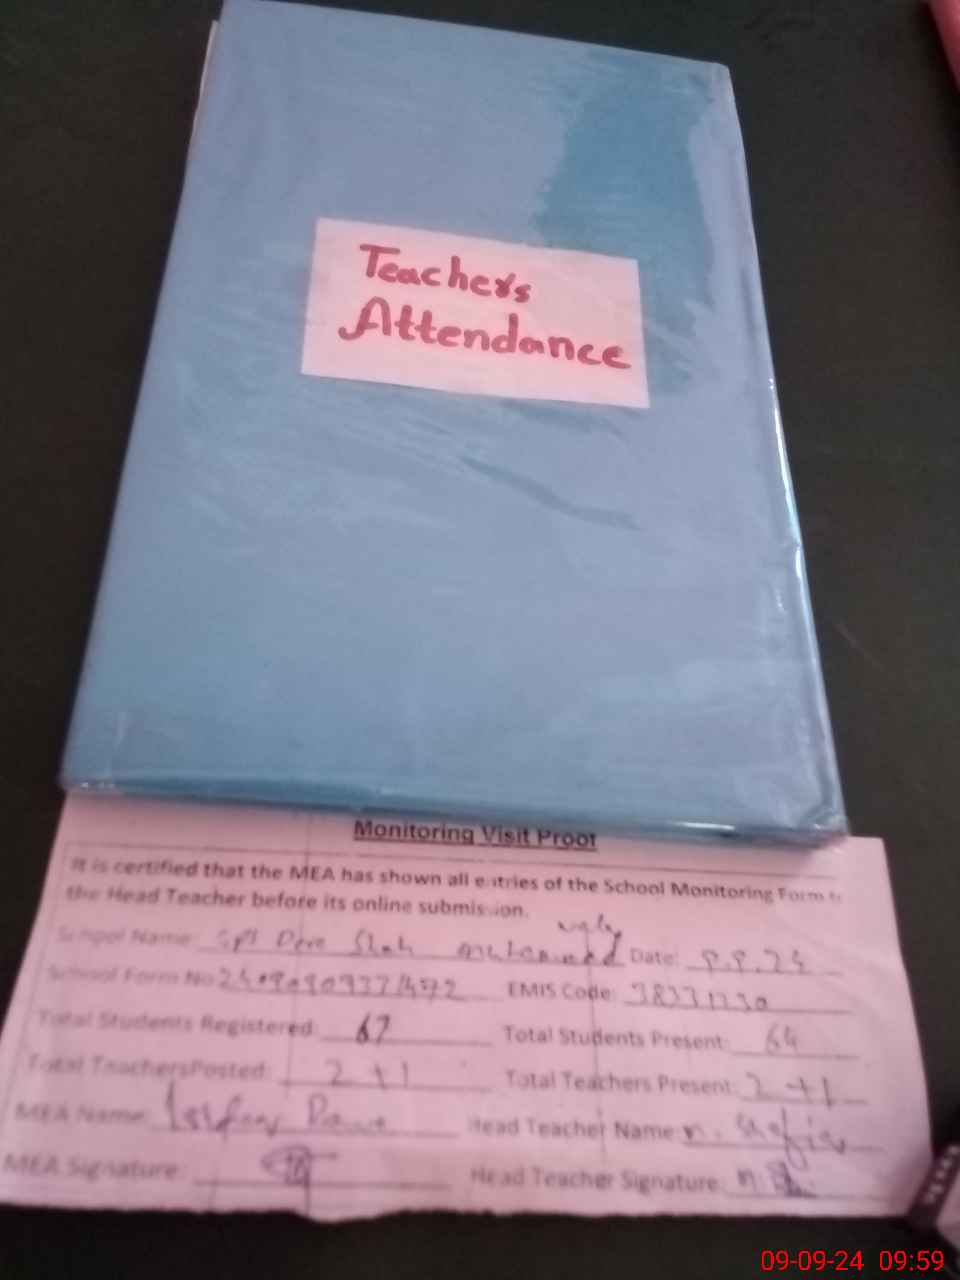 Teachers
Attendance
Monitoring Visit Proof
It is certified that the MEA has shown all entries of the School Monitoring Form to
the Head Teacher before its online submission.
School Name: Shah Date:
School Form No EMIS Code:
Total Students Registered: 67 Total Students Present: 64
Total TeachersPosted: 2+1 Total Teachers Present: 2+1
MEA Name: Head Teacher Name
MEA Signature: Head Teacher Signature:
09-09-24 09:59